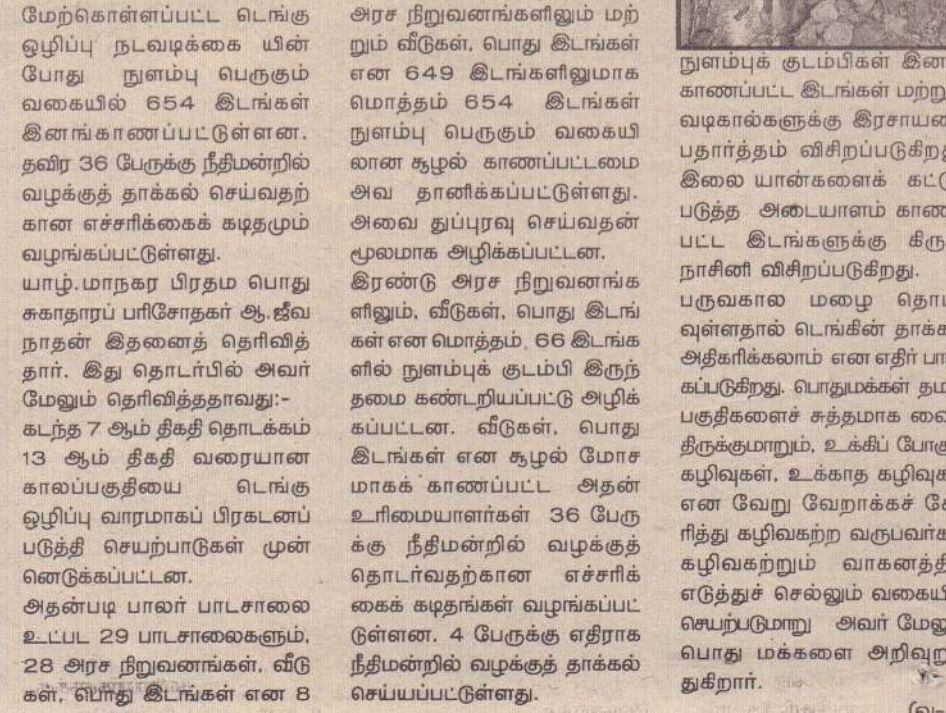 மேற்கொள்ளப்பட்ட டெங்கு
ஒழிப்பு நடவடிக்கை யின்
போது நுளம்பு பெருகும்
வகையில் 654 இடங்கள்
இனங்காணப்பட்டுள்ளன.
தவிர 36 பேருக்கு நீதிமன்றில்
வழக்குத் தாக்கல் செய்வதற்
கான எச்சரிக்கைக் கடிதமும்
வழங்கப்பட்டுள்ளது.
யாழ்.மாநகர பிரதம பொது
சுகாதாரப் பரிசோதகர் ஆ.ஜீவ
நாதன் இதனைத் தெரிவித்
தார். இது தொடர்பில் அவர்
மேலும் தெரிவித்ததாவது:-
கடந்த 7 ஆம் திகதி தொடக்கம்
13 ஆம் திகதி வரையான
காலப்பகுதியை டெங்கு
ஒழிப்பு வாரமாகப் பிரகடனப்
படுத்தி செயற்பாடுகள் முன்
னெடுக்கப்பட்டன.
அதன்படி பாலர் பாடசாலை
உட்பட 29 பாடசாலைகளும்,
28 அரச நிறுவனங்கள், வீடு
கள், பொது இடங்கள் என 8
அரச நிறுவனங்களிலும் மற்
றும் வீடுகள், பொது இடங்கள்
என 649 இடங்களிலுமாக
மொத்தம் 654 இடங்கள்
நுளம்பு பெருகும் வகையி
லான சூழல் காணப்பட்டமை
அவ தானிக்கப்பட்டுள்ளது.
அவை துப்புரவு செய்வதன்
மூலமாக அழிக்கப்பட்டன.
இரண்டு அரச நிறுவனங்க
ளிலும், வீடுகள், பொது இடங்
கள் என மொத்தம் 66 இடங்க
ளில் நுளம்புக் குடம்பி இருந்
தமை கண்டறியப்பட்டு அழிக்
கப்பட்டன. வீடுகள், பொது
இடங்கள் என சூழல் மோச
மாகக் காணப்பட்ட அதன்
உரிமையாளர்கள் 36 பேரு
க்கு நீதிமன்றில் வழக்குத்
தொடர்வதற்கான எச்சரிக்
கைக் கடிதங்கள் வழங்கப்பட்
டுள்ளன. 4 பேருக்கு எதிராக
நீதிமன்றில் வழக்குத் தாக்கல்
செய்யப்பட்டுள்ளது.
நுளம்புக் குடம்பிகள் இன
காணப்பட்ட இடங்கள் மற்று
வடிகால்களுக்கு இரசாயன
பதார்த்தம் விசிறப்படுகிறது
இலை யான்களைக் கட்டு
படுத்த அடையாளம் காண
பட்ட இடங்களுக்கு கிரு
நாசினி விசிறப்படுகிறது.
பருவகால மழை தொட
வுள்ளதால் டெங்கின் தாக்க
அதிகரிக்கலாம் என எதிர் பா
கப்படுகிறது. பொதுமக்கள் தம
பகுதிகளைச் சுத்தமாக வை
திருக்குமாறும், உக்கிப் போகு
கழிவுகள், உக்காத கழிவுக
என வேறு வேறாக்கச் சே
ரித்து கழிவகற்ற வருபவர்க
கழிவகற்றும் வாகனத்தி
எடுத்துச் செல்லும் வகையி
செயற்படுமாறு அவர் மேலு
பொது மக்களை அறிவுறு
துகிறார்.